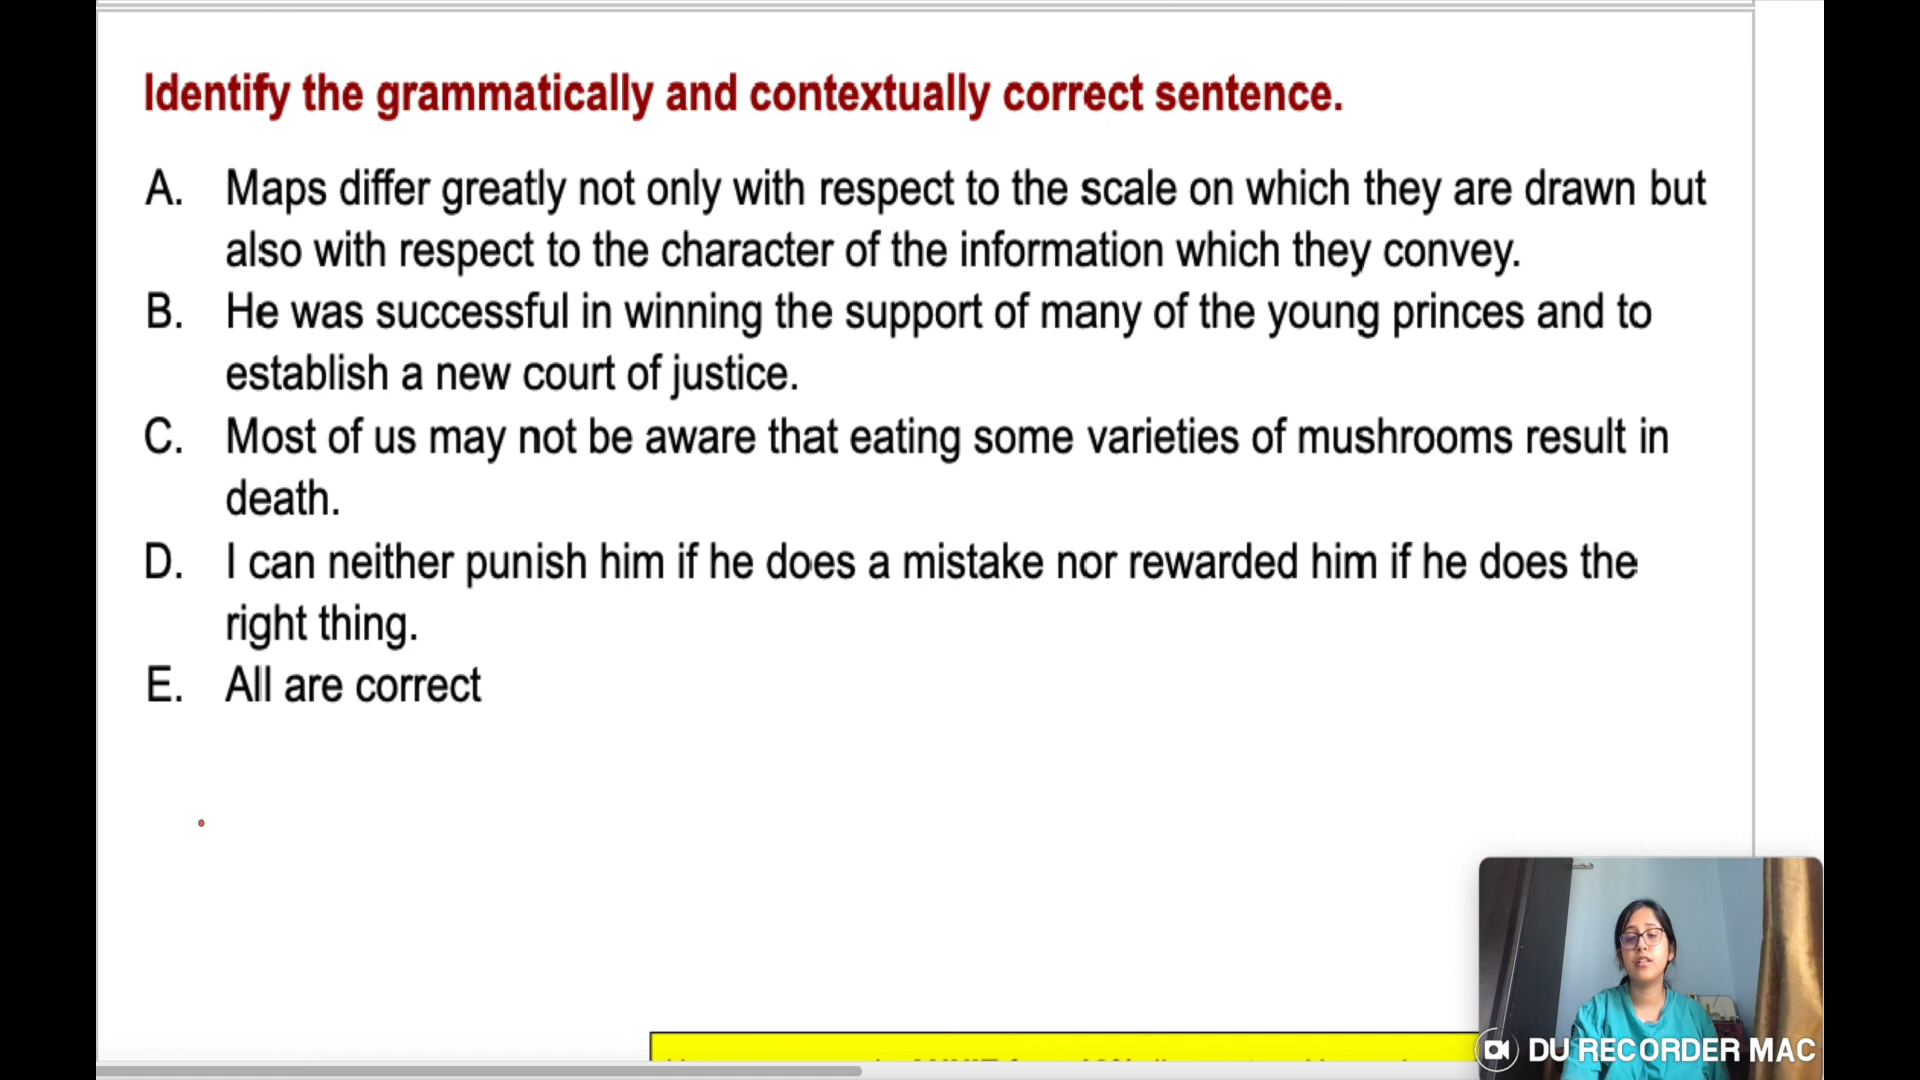 Identify the grammatically and contextually correct sentence.
A. Maps differ greatly not only with respect to the scale on which they are drawn but
also with respect to the character of the information which they convey.
B. He was successful in winning the support of many of the young princes and to
establish a new court of justice.
C. Most of us may not be aware that eating some varieties of mushrooms result in
death.
D. I can neither punish him if he does a mistake nor rewarded him if he does the
right thing.
E. All are correct
DU RECORDER MAC